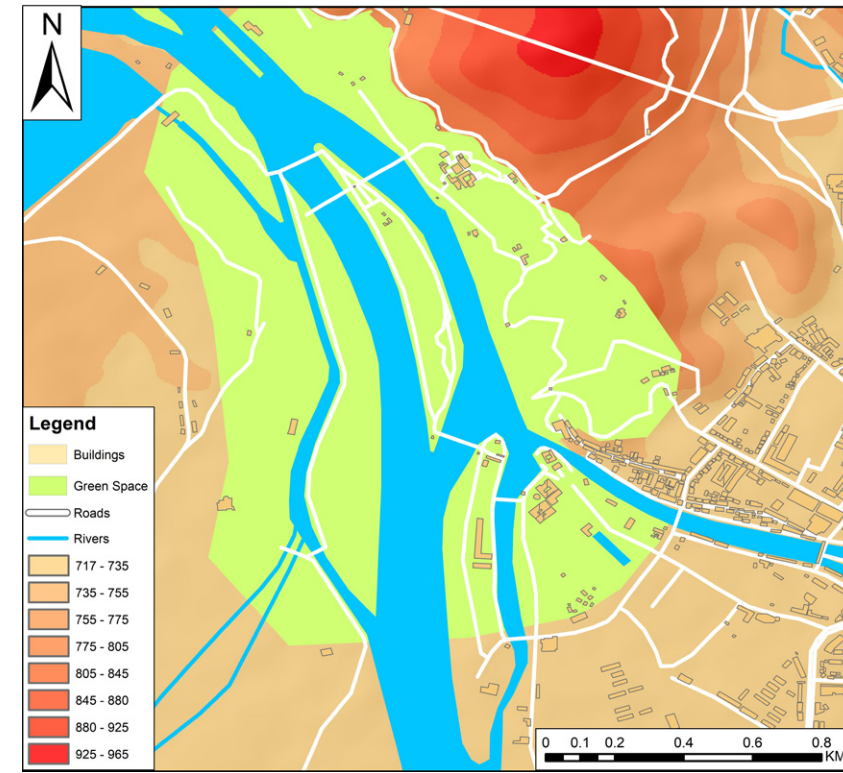 N
Legend
Buildings
Green Space
Roads
Rivers
717 - 735
735 - 755
755 - 775
775 - 805
805 - 845
845 - 880
880 - 925
925 - 965
0 0.1 0.2 0.4 0.6 0.8
KM